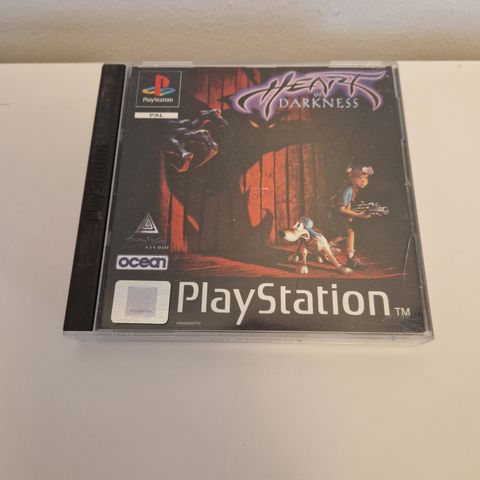 PlayStation
PAL
HEART
OF
DARKNESS
PlayStation
STUDIO
ocean
PlayStation TM